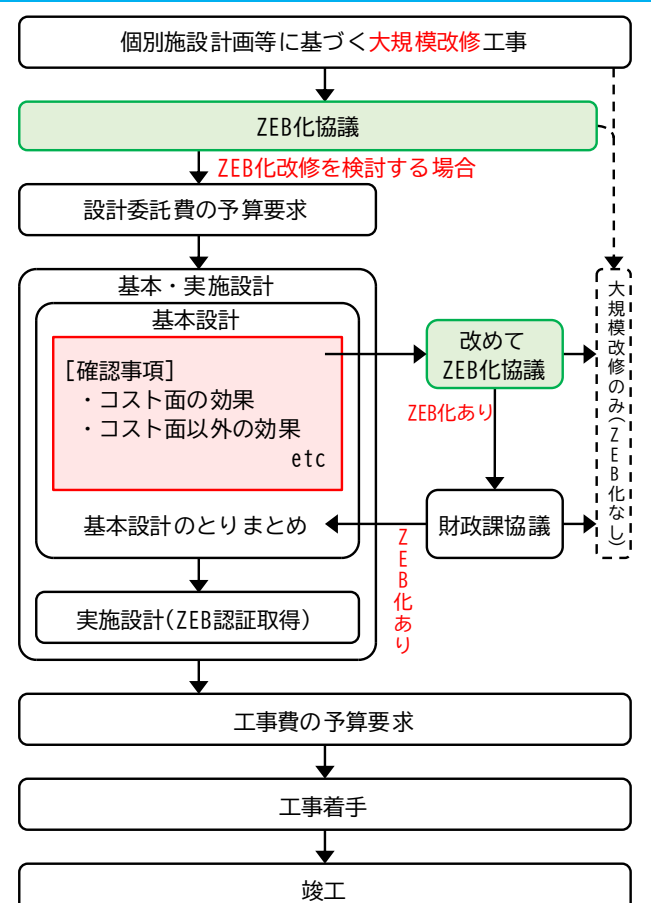 個別施設計画等に基づく大規模改修工事
ZEB化協議
ZEB化改修を検討する場合
設計委託費の予算要求
基本・実施設計
基本設計
[確認事項]
・コスト面の効果
・コスト面以外の効果
etc
改めて
ZEB化協議
ZEB化あり
大規模改修のみ(ZEB化なし)
基本設計のとりまとめ
財政課協議
ZEB化あり
実施設計(ZEB認証取得)
工事費の予算要求
工事着手
竣工